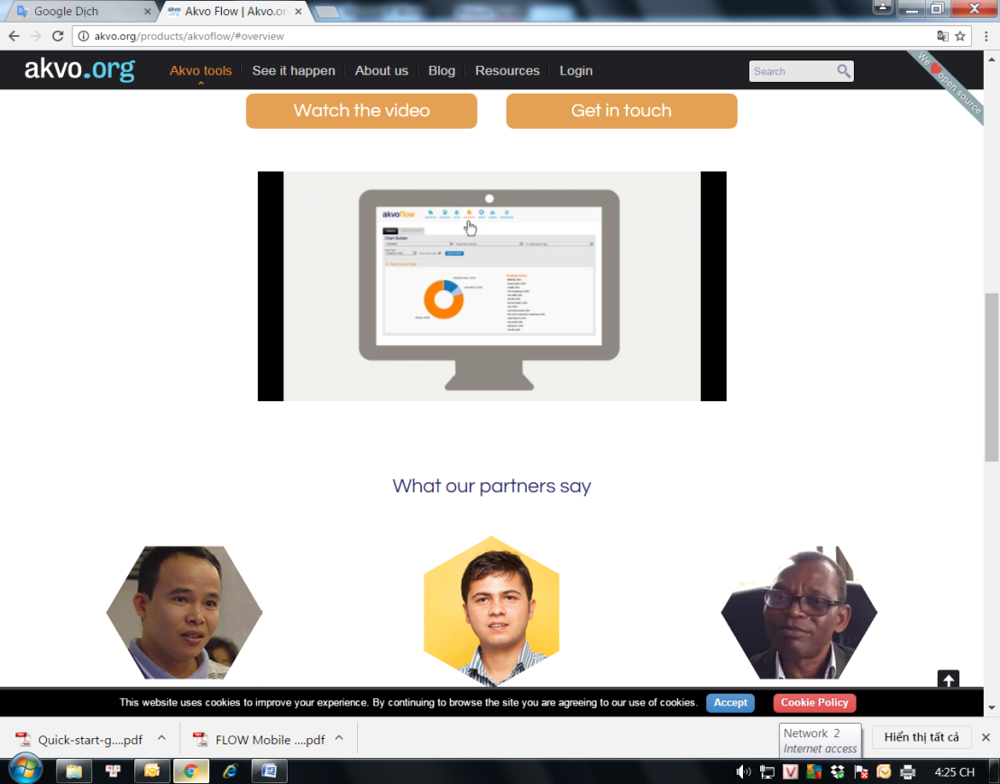 Google Dịch
Akvo Flow | Akvo.or
akvo.org/products/akvoflow/#overview
akvo.org
Akvo tools
See it happen
About us
Blog
Resources
Login
Search
We open source
Watch the video
Get in touch
akvoflow
Chart Builder
What our partners say
This website uses cookies to improve your experience. By continuing to browse the site you are agreeing to our use of cookies.
Accept
Cookie Policy
Quick-start-g....pdf
FLOW Mobile ....pdf
Network 2
Internet access
Hiển thị tất cả
4:25 CH